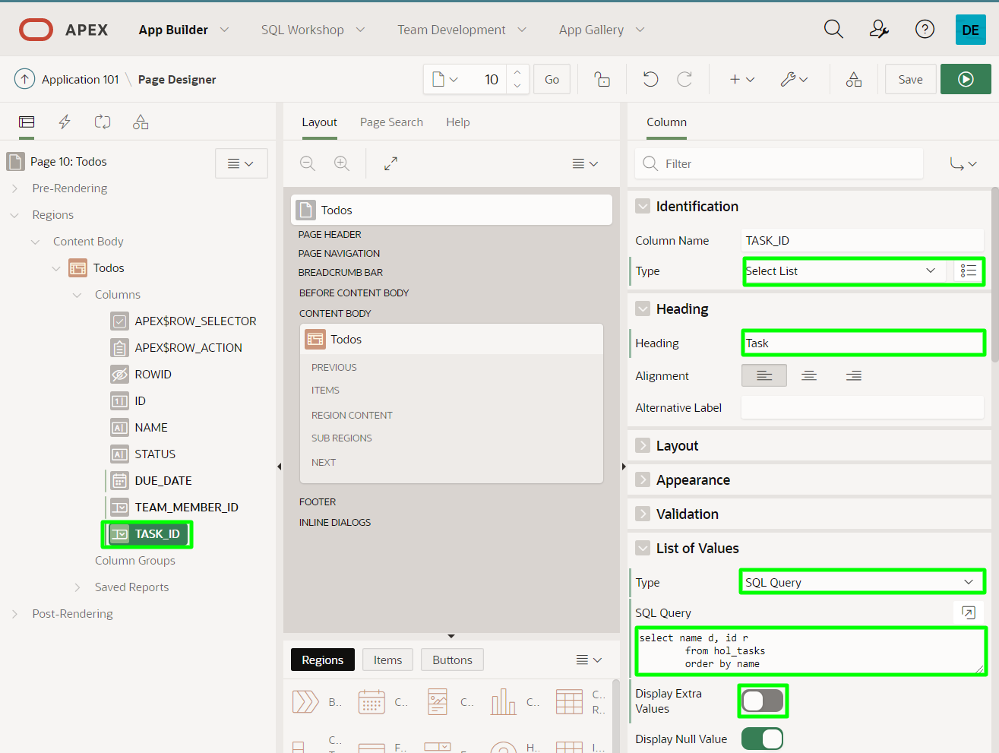 APEX App Builder SQL Workshop Team Development App Gallery DE
Application 101 \ Page Designer 10 Go Save
Layout Page Search Help
Column
Page 10: Todos
Pre-Rendering
Regions
Content Body
Todos
Columns
APEX$ROW_SELECTOR
APEX$ROW_ACTION
ROWID
ID
NAME
STATUS
DUE_DATE
TEAM_MEMBER_ID
TASK_ID
Column Groups
Saved Reports
Post-Rendering
Todos
PAGE HEADER
PAGE NAVIGATION
BREADCRUMB BAR
BEFORE CONTENT BODY
CONTENT BODY
Todos
PREVIOUS
ITEMS
REGION CONTENT
SUB REGIONS
NEXT
FOOTER
INLINE DIALOGS
Regions Items Buttons
B.. C.. C.. C.. C..
R..
C.. F.. H.. I...
Filter
Identification
Column Name TASK_ID
Type Select List
Heading
Heading Task
Alignment
Alternative Label
Layout
Appearance
Validation
List of Values
Type SQL Query
SQL Query
select name d, id r
from hol_tasks
order by name
Display Extra
Values
Display Null Value